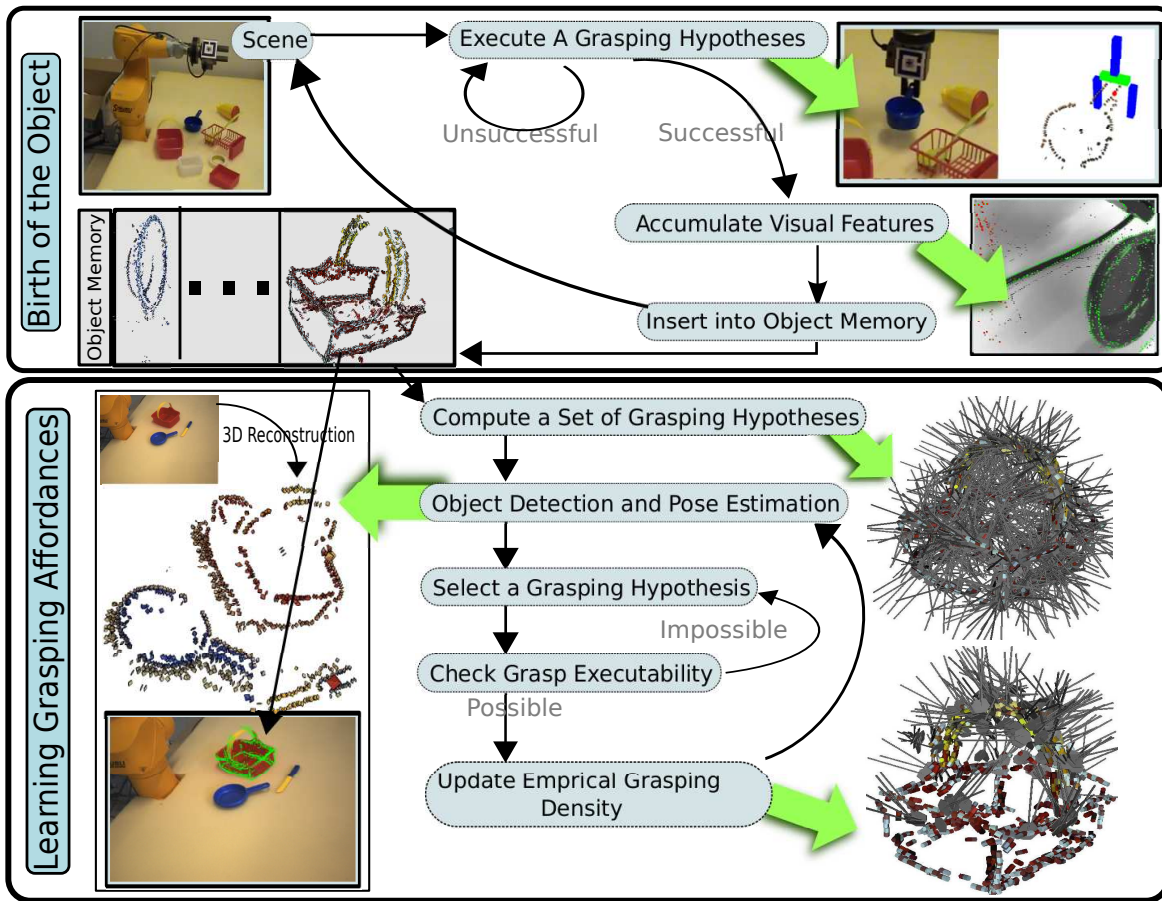 Birth of the Object
Scene
Execute A Grasping Hypotheses
Unsuccessful
Successful
Accumulate Visual Features
Insert into Object Memory
Object Memory
Learning Grasping Affordances
3D Reconstruction
Compute a Set of Grasping Hypotheses
Object Detection and Pose Estimation
Select a Grasping Hypothesis
Impossible
Check Grasp Executability
Possible
Update Emprical Grasping
Density